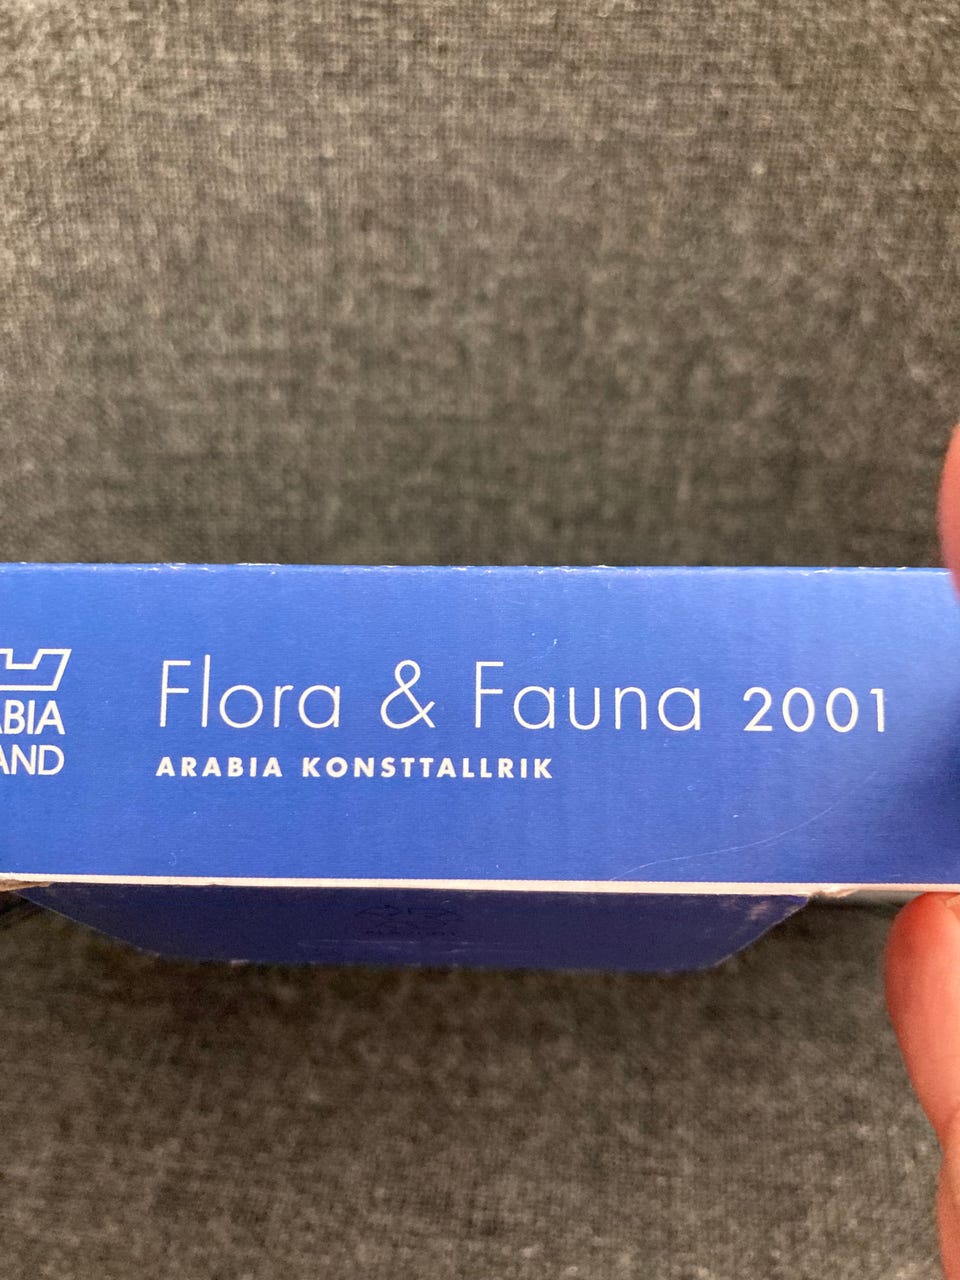 ABIA
AND
Flora & Fauna 2001
ARABIA KONSTTALLRIK